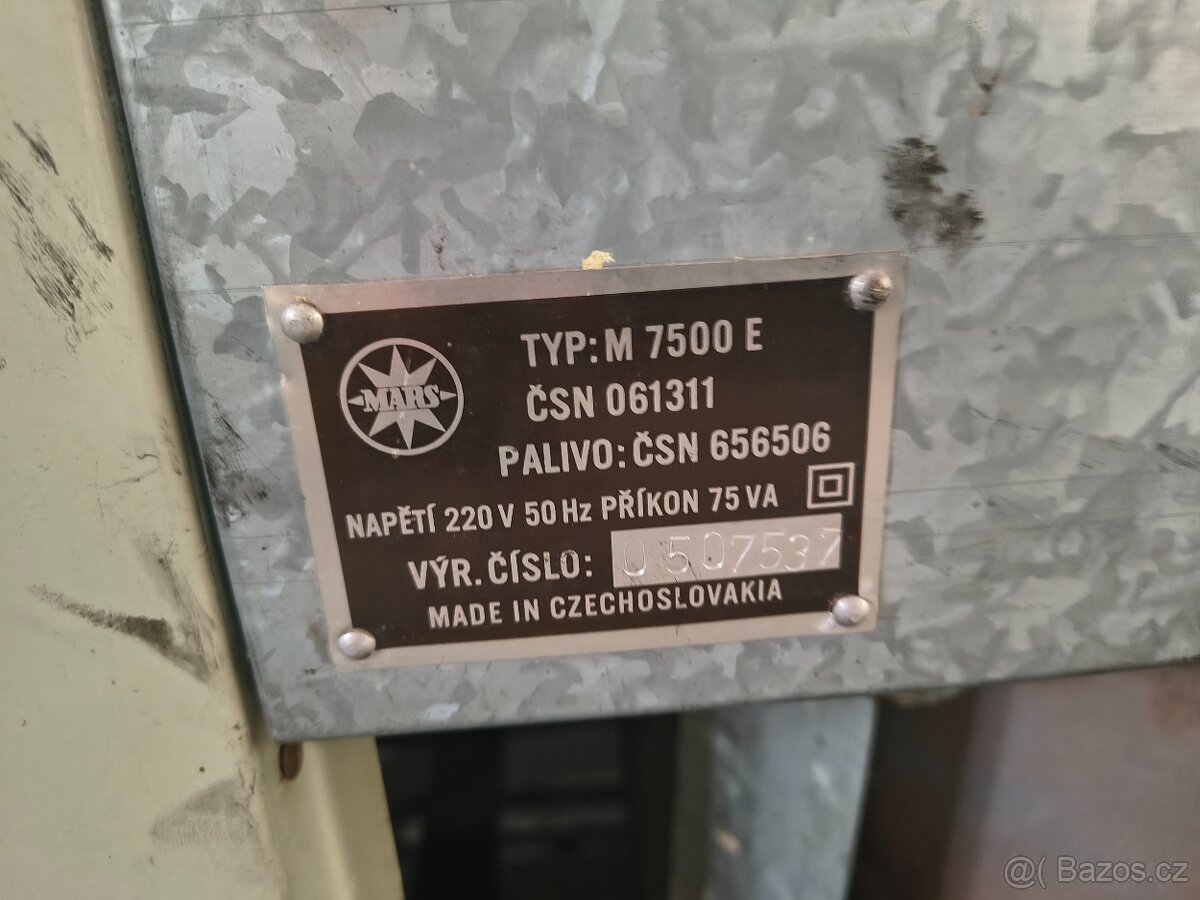 MARS
TYP: M 7500 E
ČSN 061311
PALIVO: ČSN 656506
NAPĚTÍ 220 V 50 Hz PŘÍKON 75 VA
VÝR. ČÍSLO: 0507537
MADE IN CZECHOSLOVAKIA
@( Bazos.cz